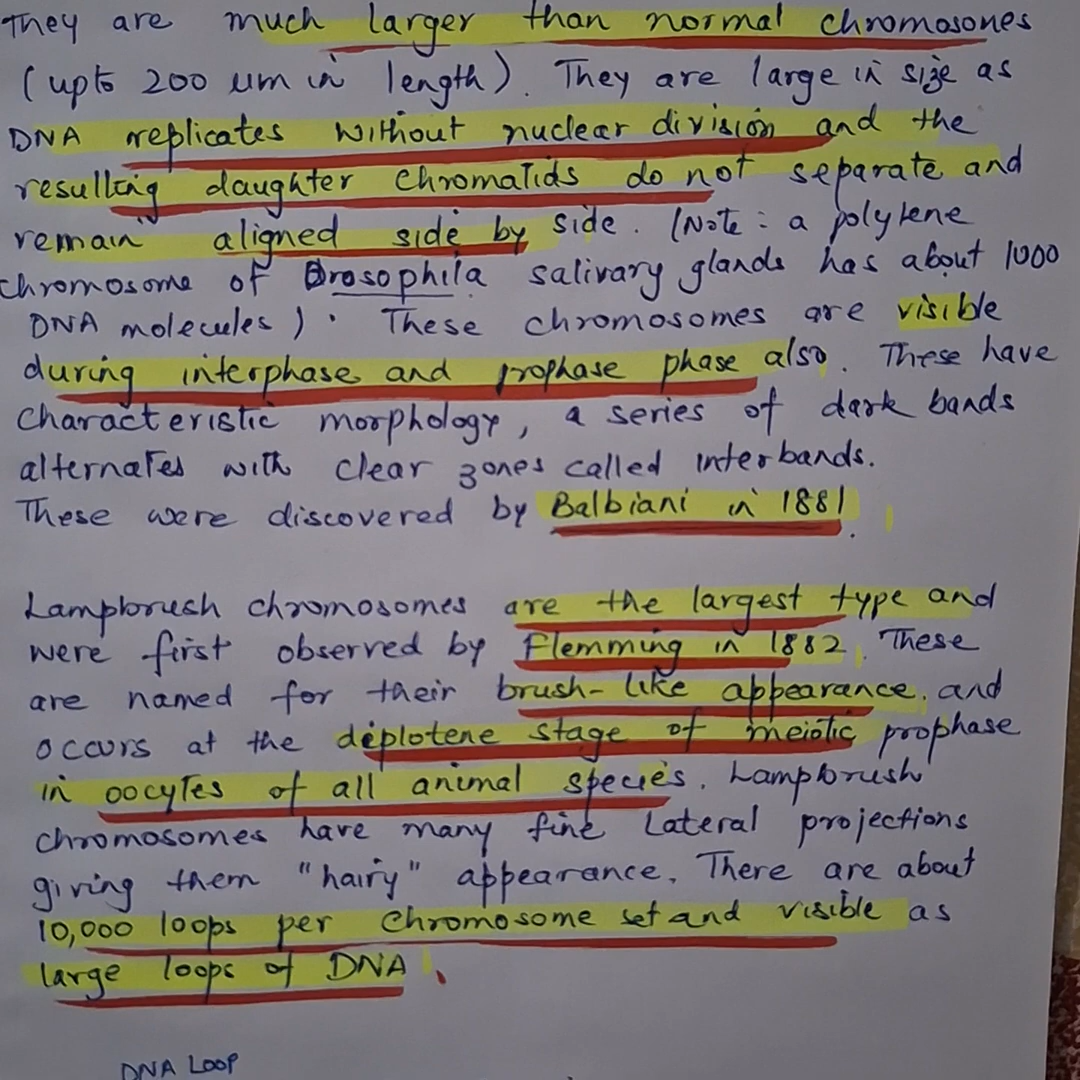 They are much larger than normal chromosones
(upto 200 um in length). They are large in size as
DNA replicates without nuclear division and the
resulting daughter chromatids do not separate and
remain aligned side by side. (Note: a polytene
chromosome of Drosophila salivary glands has about 1000
DNA molecules). These chromosomes are visible
during interphase and prophase phase also. These have
characteristic morphology, a series of dark bands
alternates with clear zones called interbands.
These were discovered by Balbiani in 1881.
Lampbrush chromosomes are the largest type and
were first observed by Flemming in 1882. These
are named for their brush-like appearance. and
occurs at the deplotene stage of meiotic prophase
in oocytes of all animal species. Lampbrush
chromosomes have many fine Lateral projections
giving them "hairy" appearance. There are about
10,000 loops per chromosome set and visible as
large loops of DNA.
DNA LOOP